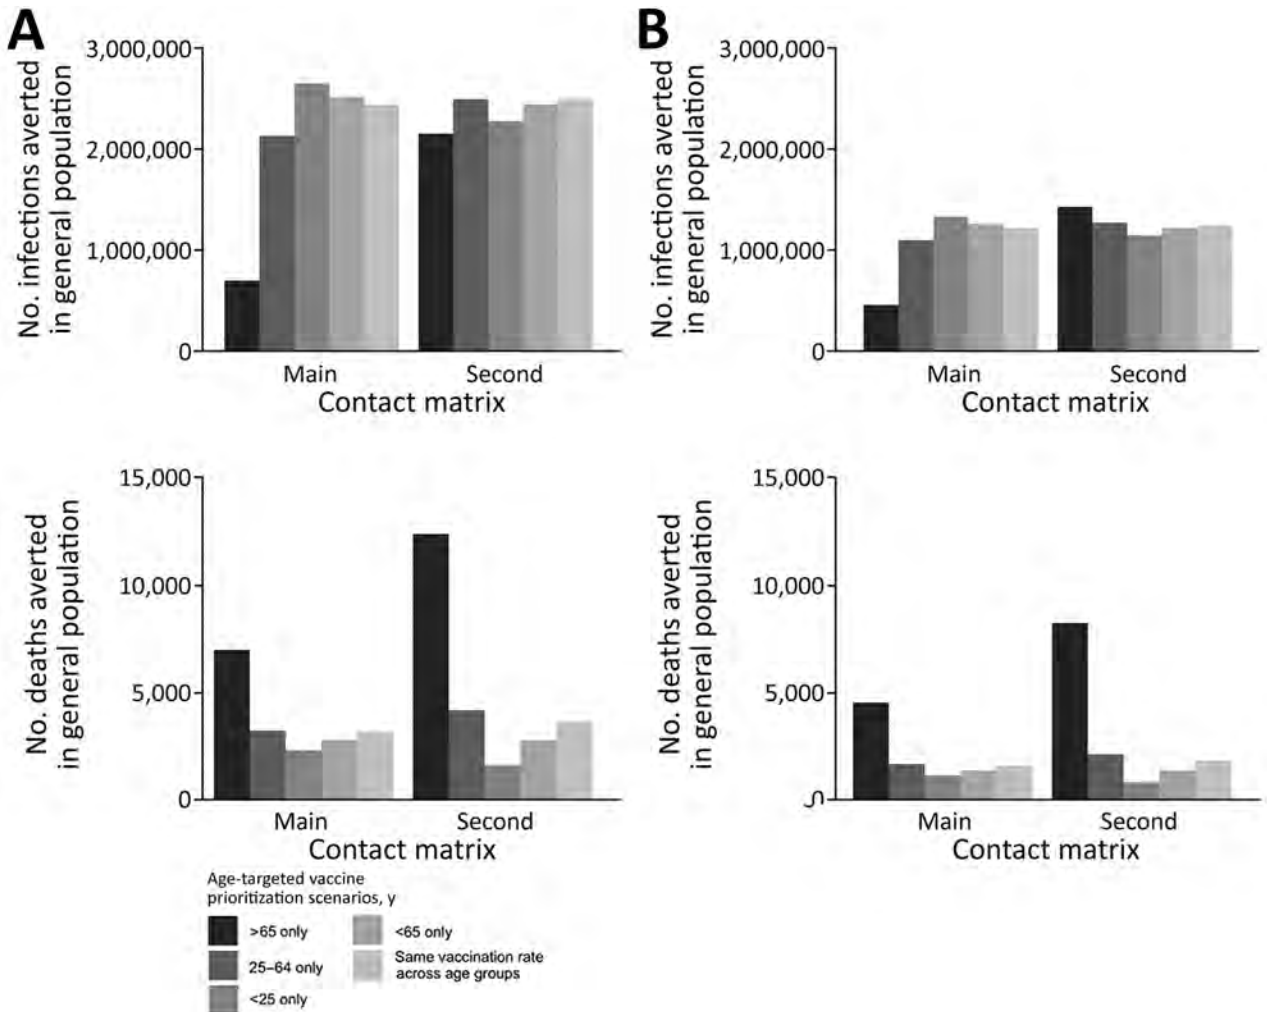 A
3,000,000
2,000,000
1,000,000
0
No. infections averted
in general population
Main
Second
Contact matrix
B
3,000,000
2,000,000
1,000,000
0
No. infections averted
in general population
Main
Second
Contact matrix
15,000
10,000
5,000
0
No. deaths averted
in general population
Main
Second
Contact matrix
15,000
10,000
5,000
0
No. deaths averted
in general population
Main
Second
Contact matrix
Age-targeted vaccine
prioritization scenarios, y
>65 only
25–64 only
<25 only
<65 only
Same vaccination rate
across age groups